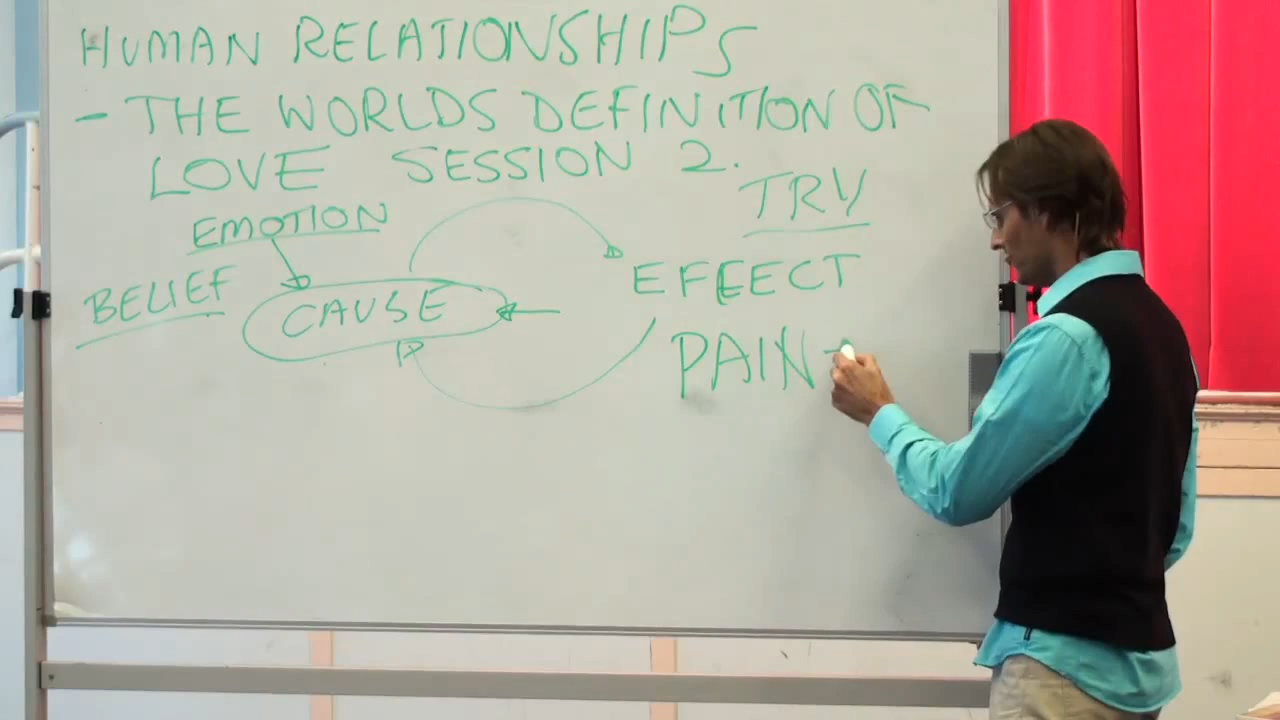 HUMAN RELATIONSHIPS
- THE WORLDS DEFINITION OF
LOVE SESSION 2.
TRY
EMOTION
BELIEF
CAUSE
EFFECT
PAIN -